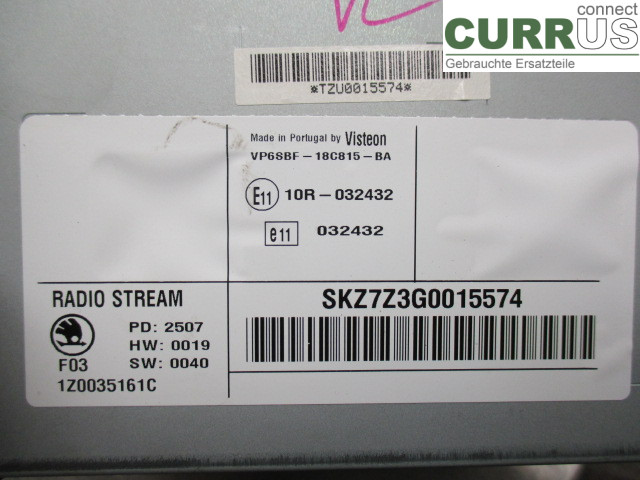 connect
CURRUS
Gebrauchte Ersatzteile
*TZU0015574*
Made in Portugal by Visteon
VP6SBF-18C815-BA
E11 10R-032432
e11 032432
RADIO STREAM
SKZ7Z3G0015574
PD: 2507
HW: 0019
F03 SW: 0040
1Z0035161C